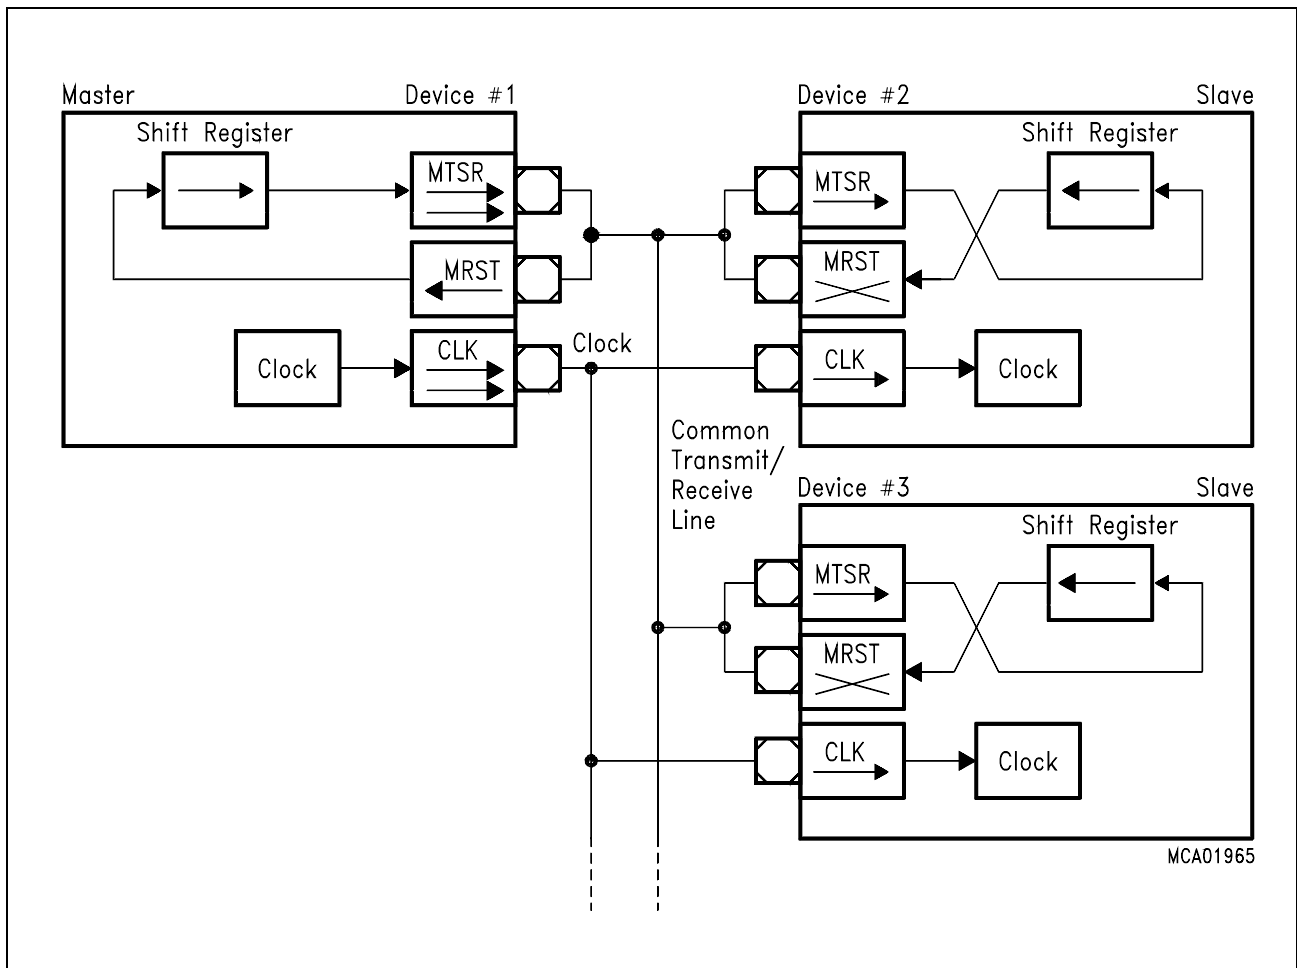 Master Device #1
Shift Register
MTSR
MRST
CLK
Clock
Clock
Device #2 Slave
Shift Register
MTSR
MRST
CLK
Clock
Common
Transmit/
Receive
Line
Device #3 Slave
Shift Register
MTSR
MRST
CLK
Clock
MCA01965